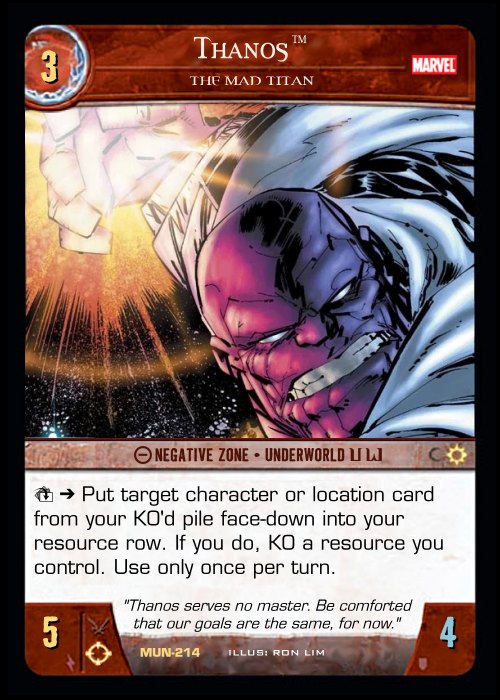 3
THANOS™
THE MAD TITAN
MARVEL
NEGATIVE ZONE • UNDERWORLD
C
➔ Put target character or location card
from your KO'd pile face-down into your
resource row. If you do, KO a resource you
control. Use only once per turn.
"Thanos serves no master. Be comforted
that our goals are the same, for now."
5
4
MUN-214 ILLUS: RON LIM